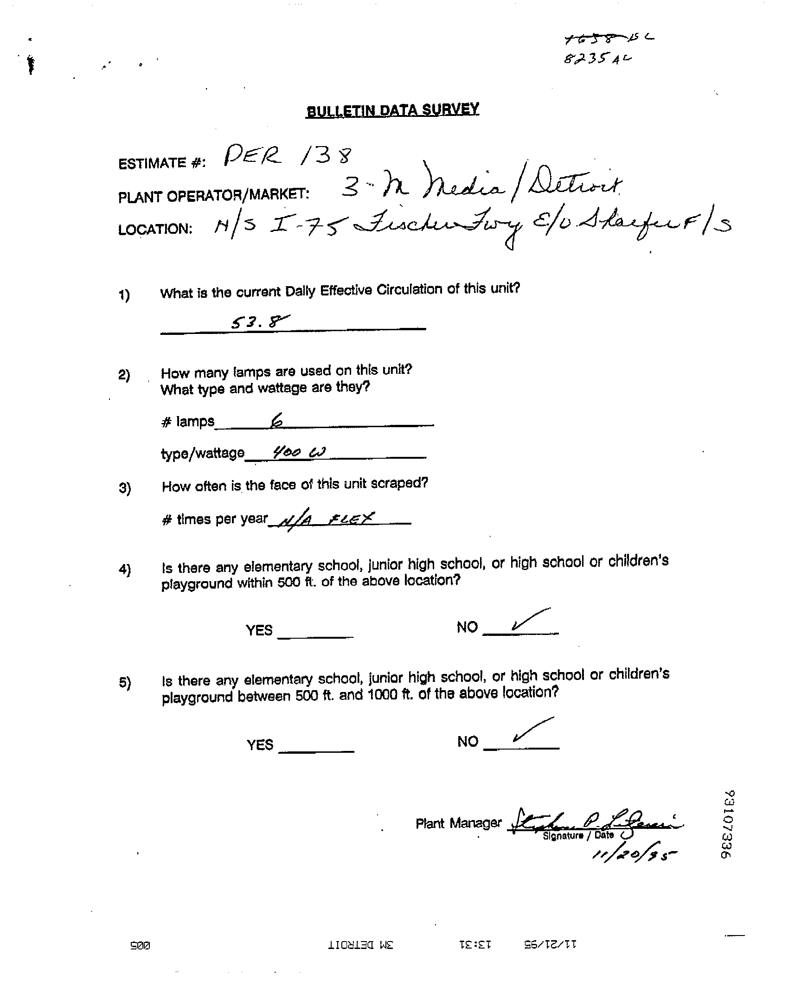 7658 BL
8235 AL
BULLETIN DATA SURVEY
ESTIMATE #: PER 138
PLANT OPERATOR/MARKET: 3-M Media/Detroit
LOCATION: N/S I-75 Fischer Fwy E/O Shaefer F/S
1) What is the current Daily Effective Circulation of this unit?
53.8
2) How many lamps are used on this unit?
What type and wattage are they?
# lamps 6
type/wattage 400 W
3) How often is the face of this unit scraped?
# times per year N/A FLEX
4) Is there any elementary school, junior high school, or high school or children's
playground within 500 ft. of the above location?
YES NO ✓
5) Is there any elementary school, junior high school, or high school or children's
playground between 500 ft. and 1000 ft. of the above location?
YES NO ✓
Plant Manager Stephen P.
Signature / Date
11/20/95
93107336
005 3M DETROIT 13:31 11/21/95